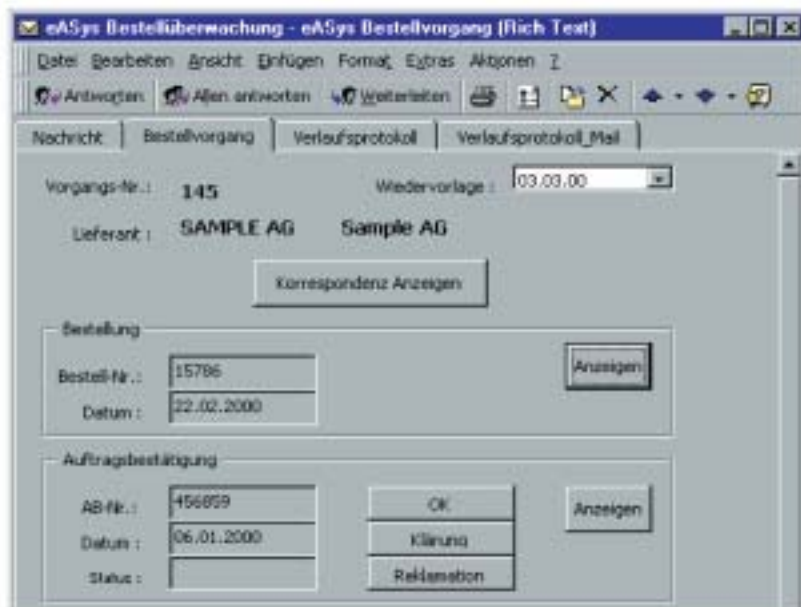 eASys Bestellüberwachung - eASys Bestellvorgang (Rich Text)
Datei Bearbeiten Ansicht Einfügen Format Extras Aktionen ?
Antworten Allen antworten Weiterleiten
Nachricht Bestellvorgang Verlaufsprotokoll Verlaufsprotokoll_Mail
Vorgangs-Nr.: 145 Wiedervorlage : 03.03.00
Lieferant : SAMPLE AG Sample AG
Korrespondenz Anzeigen
Bestellung
Bestell-Nr.: 15786 Anzeigen
Datum : 22.02.2000
Auftragsbestätigung
AB-Nr.: 456859 OK Anzeigen
Datum : 06.01.2000 Klärung
Status : Reklamation